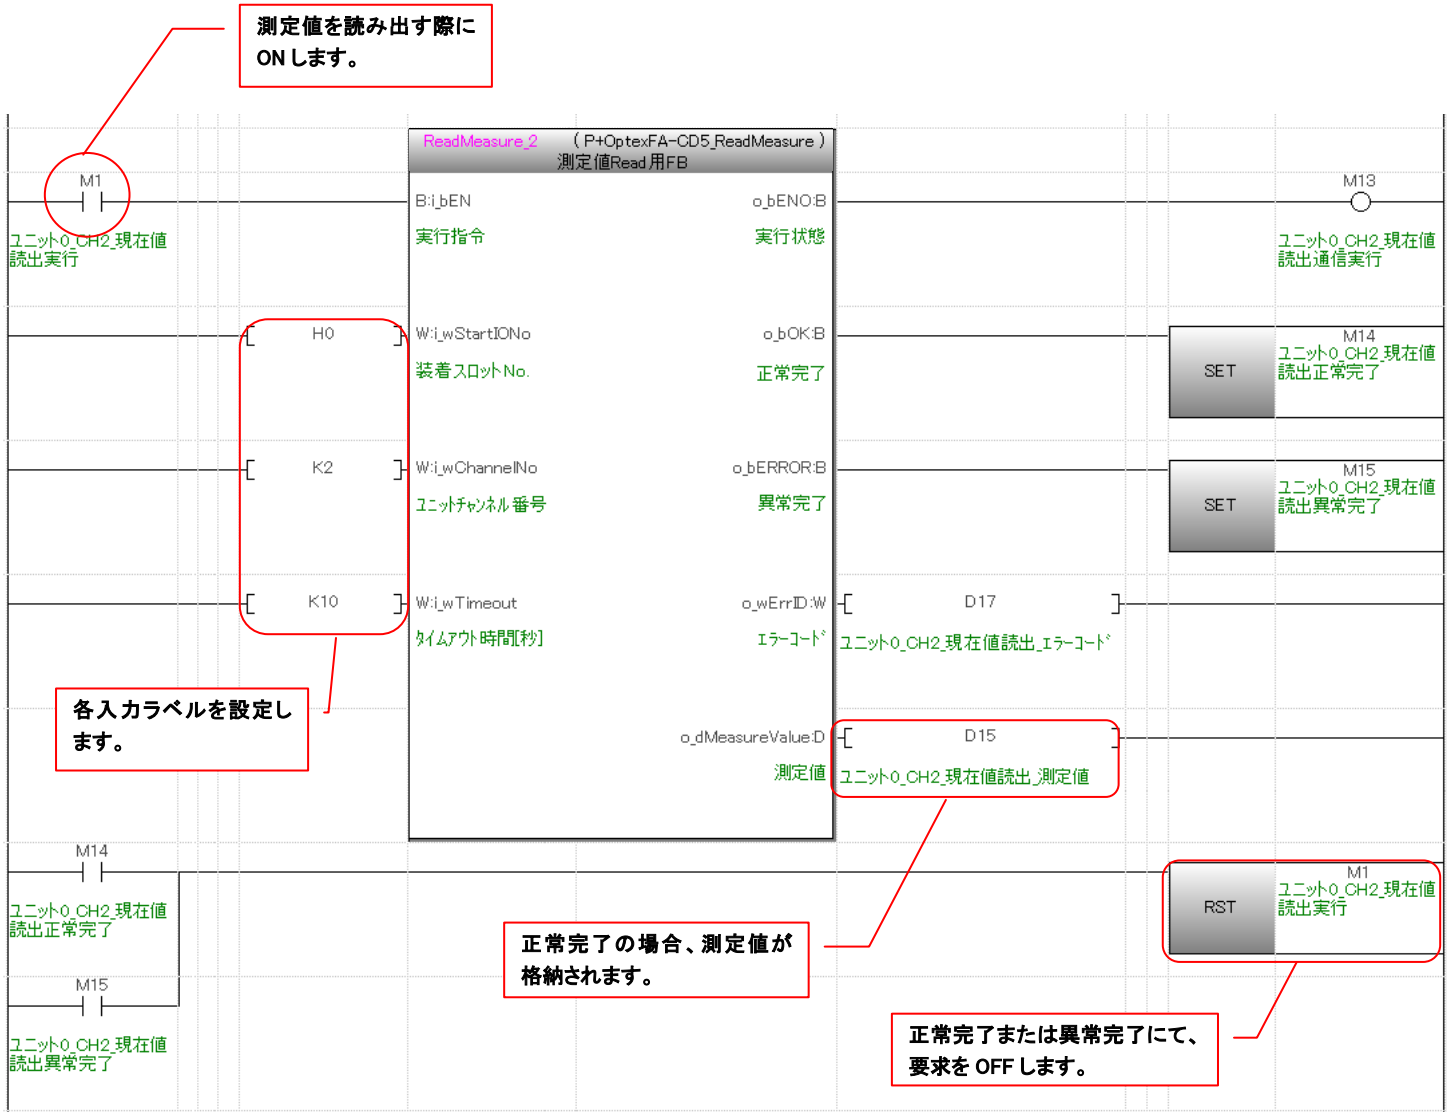 測定値を読み出す際に
ONします。
ReadMeasure_2 (P+OptexFA-CD5_ReadMeasure)
測定値Read用FB
M1
ユニット0_CH2_現在値
読出実行
B:i_bEN
実行指令
o_bENO:B
実行状態
M13
ユニット0_CH2_現在値
読出通信実行
H0
W:i_wStartIONo
装着スロットNo.
o_bOK:B
正常完了
SET
M14
ユニット0_CH2_現在値
読出正常完了
K2
W:i_wChannelNo
ユニットチャンネル番号
o_bERROR:B
異常完了
SET
M15
ユニット0_CH2_現在値
読出異常完了
K10
W:i_wTimeout
タイムアウト時間[秒]
o_wErrID:W
エラーコード
D17
ユニット0_CH2_現在値読出_エラーコード
各入力ラベルを設定し
ます。
o_dMeasureValue:D
測定値
D15
ユニット0_CH2_現在値読出_測定値
M14
ユニット0_CH2_現在値
読出正常完了
RST
M1
ユニット0_CH2_現在値
読出実行
正常完了の場合、測定値が
格納されます。
M15
ユニット0_CH2_現在値
読出異常完了
正常完了または異常完了にて、
要求をOFFします。